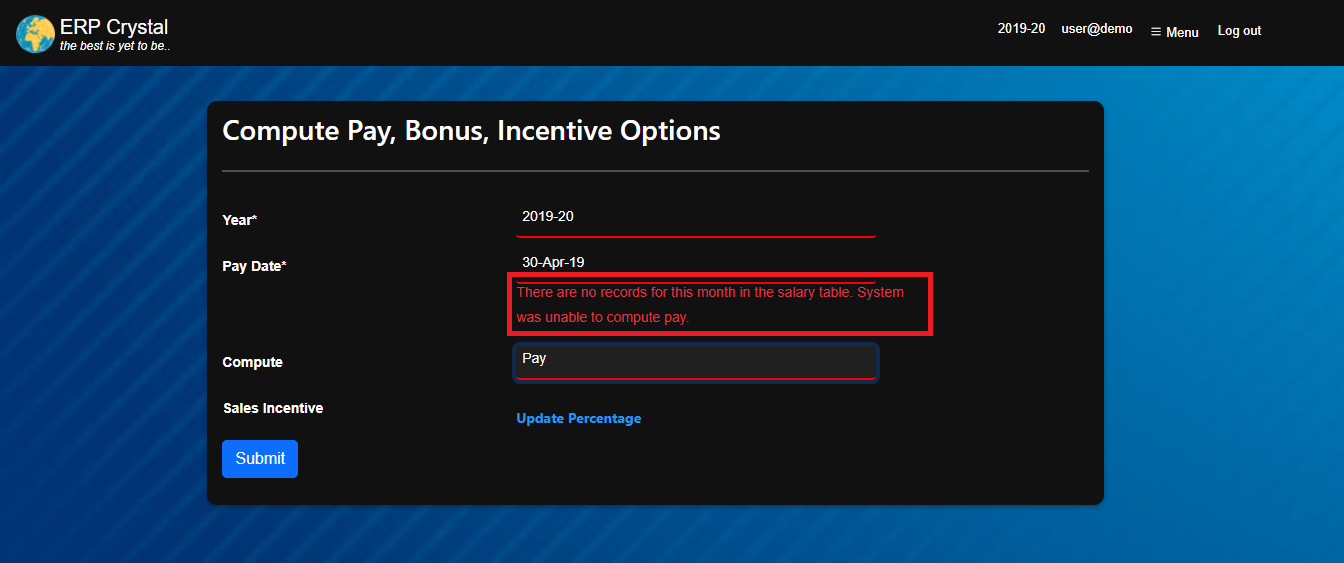 ERP Crystal
the best is yet to be..
2019-20 user@demo ☰ Menu Log out
Compute Pay, Bonus, Incentive Options
Year* 2019-20
Pay Date* 30-Apr-19
There are no records for this month in the salary table. System
was unable to compute pay.
Compute Pay
Sales Incentive Update Percentage
Submit